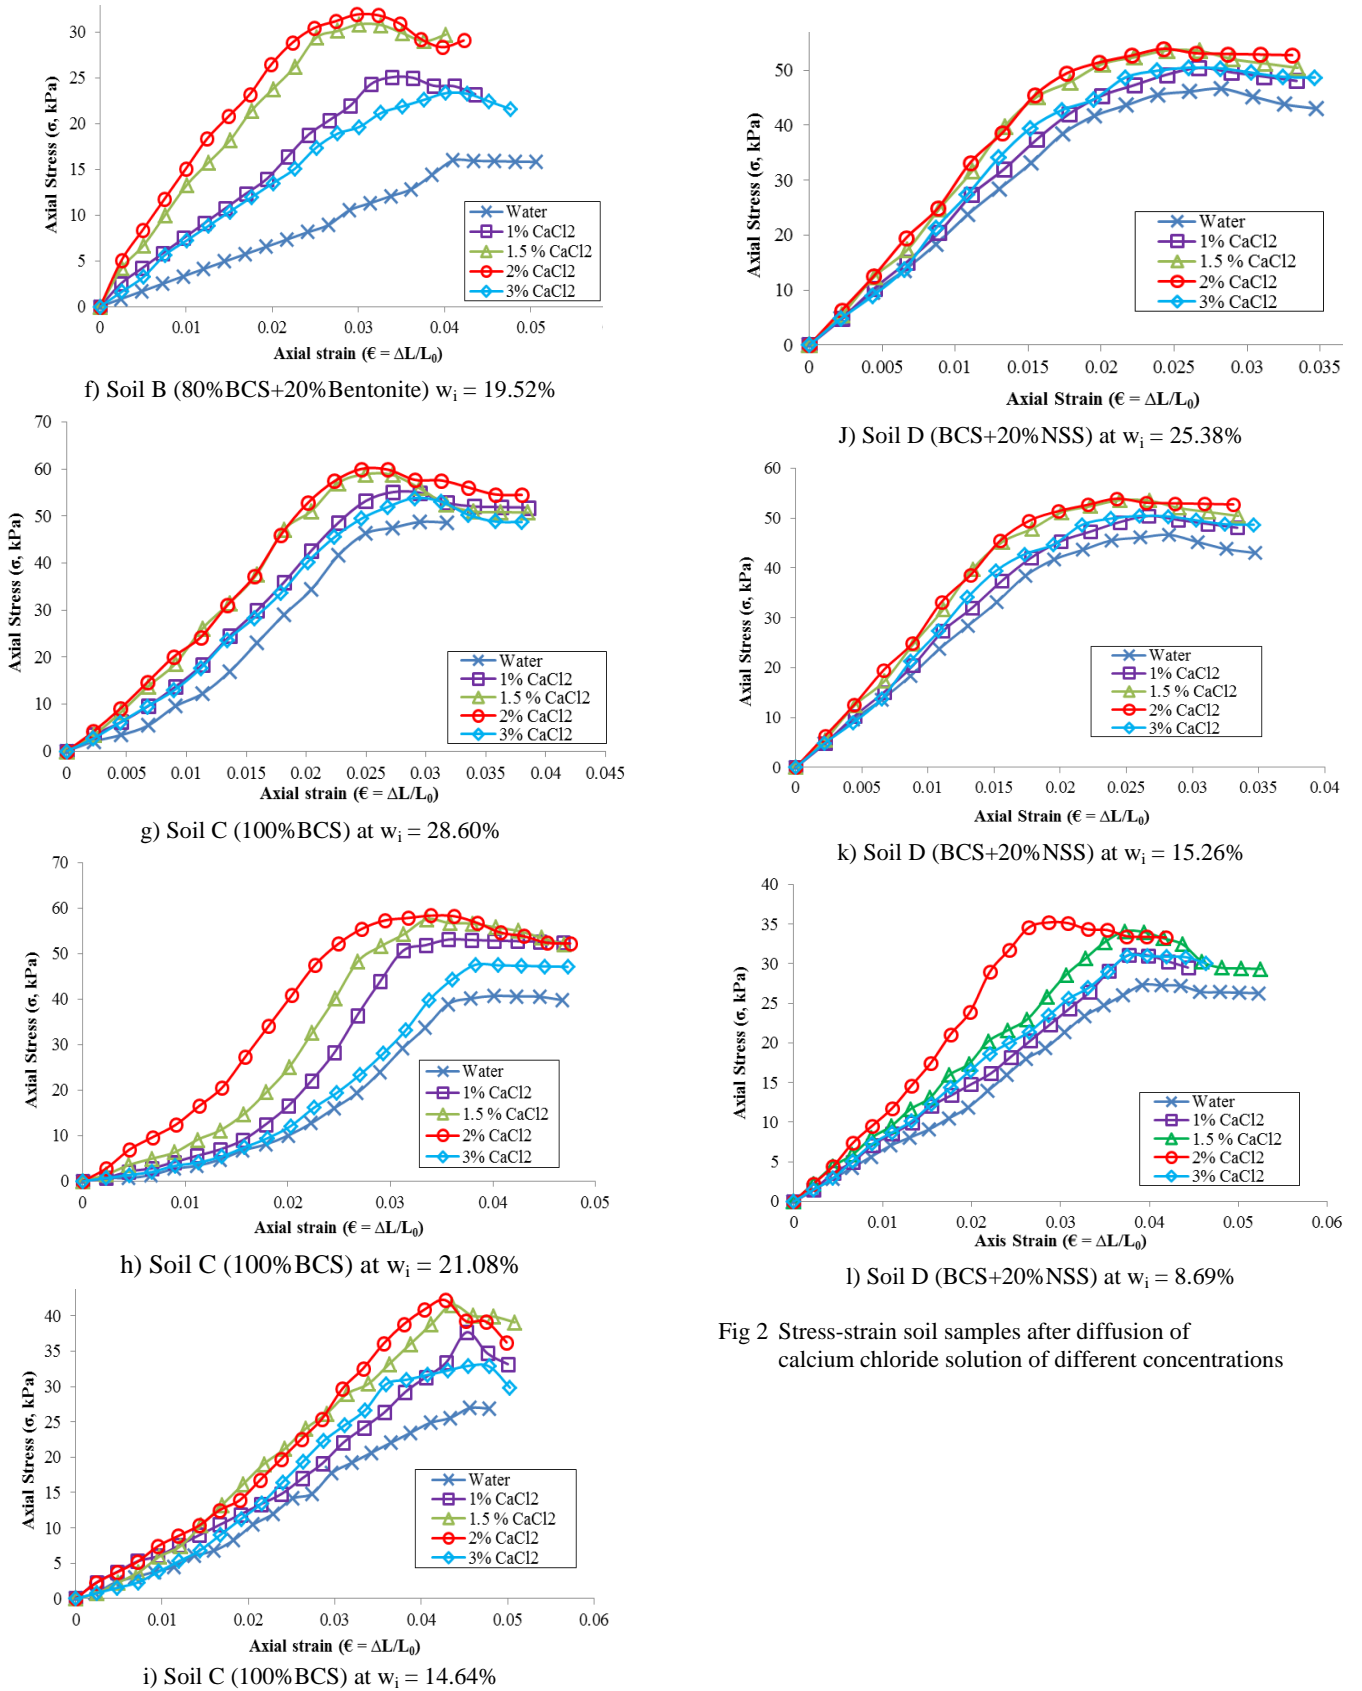 30
25
20
15
10
5
0
Axial Stress (σ, kPa)
Water
1% CaCl2
1.5 % CaCl2
2% CaCl2
3% CaCl2
0 0.01 0.02 0.03 0.04 0.05
Axial strain (€ = ΔL/L₀)
f) Soil B (80%BCS+20%Bentonite) wᵢ = 19.52%
70
60
50
40
30
20
10
0
Axial Stress (σ, kPa)
Water
1% CaCl2
1.5 % CaCl2
2% CaCl2
3% CaCl2
0 0.005 0.01 0.015 0.02 0.025 0.03 0.035 0.04 0.045
Axial strain (€ = ΔL/L₀)
g) Soil C (100%BCS) at wᵢ = 28.60%
70
60
50
40
30
20
10
0
Axial Stress (σ, kPa)
Water
1% CaCl2
1.5 % CaCl2
2% CaCl2
3% CaCl2
0 0.01 0.02 0.03 0.04 0.05
Axial strain (€ = ΔL/L₀)
h) Soil C (100%BCS) at wᵢ = 21.08%
40
35
30
25
20
15
10
5
0
Axial Stress (σ, kPa)
Water
1% CaCl2
1.5 % CaCl2
2% CaCl2
3% CaCl2
0 0.01 0.02 0.03 0.04 0.05 0.06
Axial strain (€ = ΔL/L₀)
i) Soil C (100%BCS) at wᵢ = 14.64%
50
40
30
20
10
0
Axial Stress (σ, kPa)
Water
1% CaCl2
1.5 % CaCl2
2% CaCl2
3% CaCl2
0 0.005 0.01 0.015 0.02 0.025 0.03 0.035
Axial Strain (€ = ΔL/L₀)
J) Soil D (BCS+20%NSS) at wᵢ = 25.38%
60
50
40
30
20
10
0
Axial Stress (σ, kPa)
Water
1% CaCl2
1.5 % CaCl2
2% CaCl2
3% CaCl2
0 0.005 0.01 0.015 0.02 0.025 0.03 0.035 0.04
Axial Strain (€ = ΔL/L₀)
k) Soil D (BCS+20%NSS) at wᵢ = 15.26%
40
35
30
25
20
15
10
5
0
Axial Stress (σ, kPa)
Water
1% CaCl2
1.5 % CaCl2
2% CaCl2
3% CaCl2
0 0.01 0.02 0.03 0.04 0.05 0.06
Axis Strain (€ = ΔL/L₀)
l) Soil D (BCS+20%NSS) at wᵢ = 8.69%
Fig 2 Stress-strain soil samples after diffusion of
calcium chloride solution of different concentrations